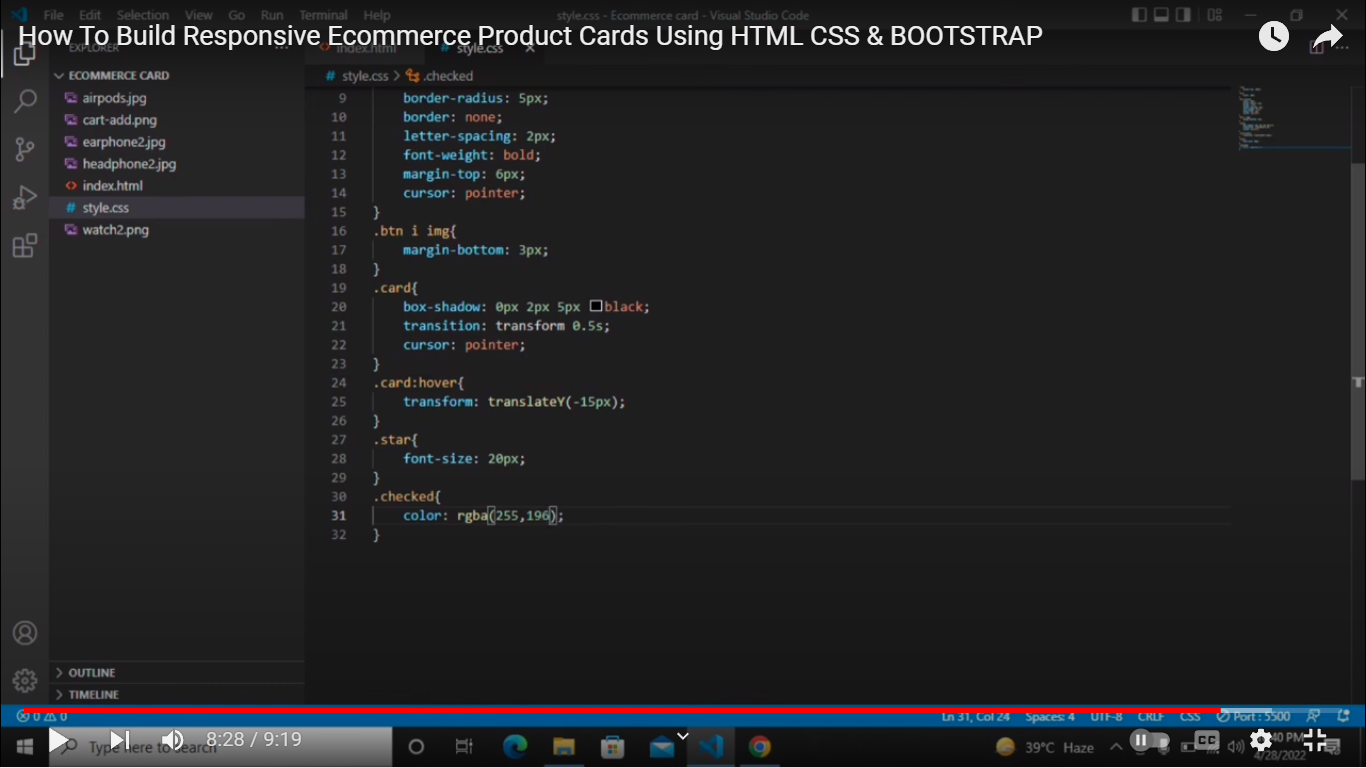 File Edit Selection View Go Run Terminal Help style.css - Ecommerce card - Visual Studio Code
How To Build Responsive Ecommerce Product Cards Using HTML CSS & BOOTSTRAP
EXPLORER
index.html style.css
ECOMMERCE CARD
style.css > .checked
airpods.jpg
cart-add.png
earphone2.jpg
headphone2.jpg
index.html
style.css
watch2.png
9 border-radius: 5px;
10 border: none;
11 letter-spacing: 2px;
12 font-weight: bold;
13 margin-top: 6px;
14 cursor: pointer;
15 }
16 .btn i img{
17 margin-bottom: 3px;
18 }
19 .card{
20 box-shadow: 0px 2px 5px black;
21 transition: transform 0.5s;
22 cursor: pointer;
23 }
24 .card:hover{
25 transform: translateY(-15px);
26 }
27 .star{
28 font-size: 20px;
29 }
30 .checked{
31 color: rgba(255,196);
32 }
OUTLINE
TIMELINE
0 0 Ln 31, Col 24 Spaces: 4 UTF-8 CRLF CSS Port : 5500
Type here to search
8:28 / 9:19
39°C Haze
CC
:40 PM
4/28/2022